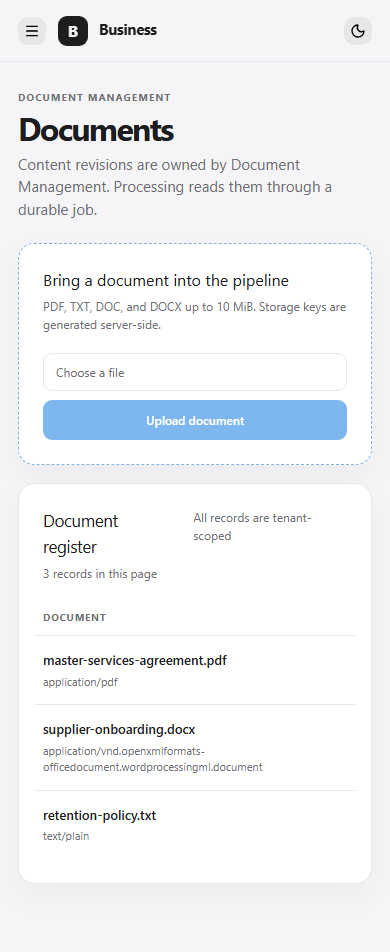 B Business
DOCUMENT MANAGEMENT
Documents
Content revisions are owned by Document
Management. Processing reads them through a
durable job.
Bring a document into the pipeline
PDF, TXT, DOC, and DOCX up to 10 MiB. Storage keys are
generated server-side.
Choose a file
Upload document
Document
register
3 records in this page
All records are tenant-
scoped
DOCUMENT
master-services-agreement.pdf
application/pdf
supplier-onboarding.docx
application/vnd.openxmlformats-
officedocument.wordprocessingml.document
retention-policy.txt
text/plain